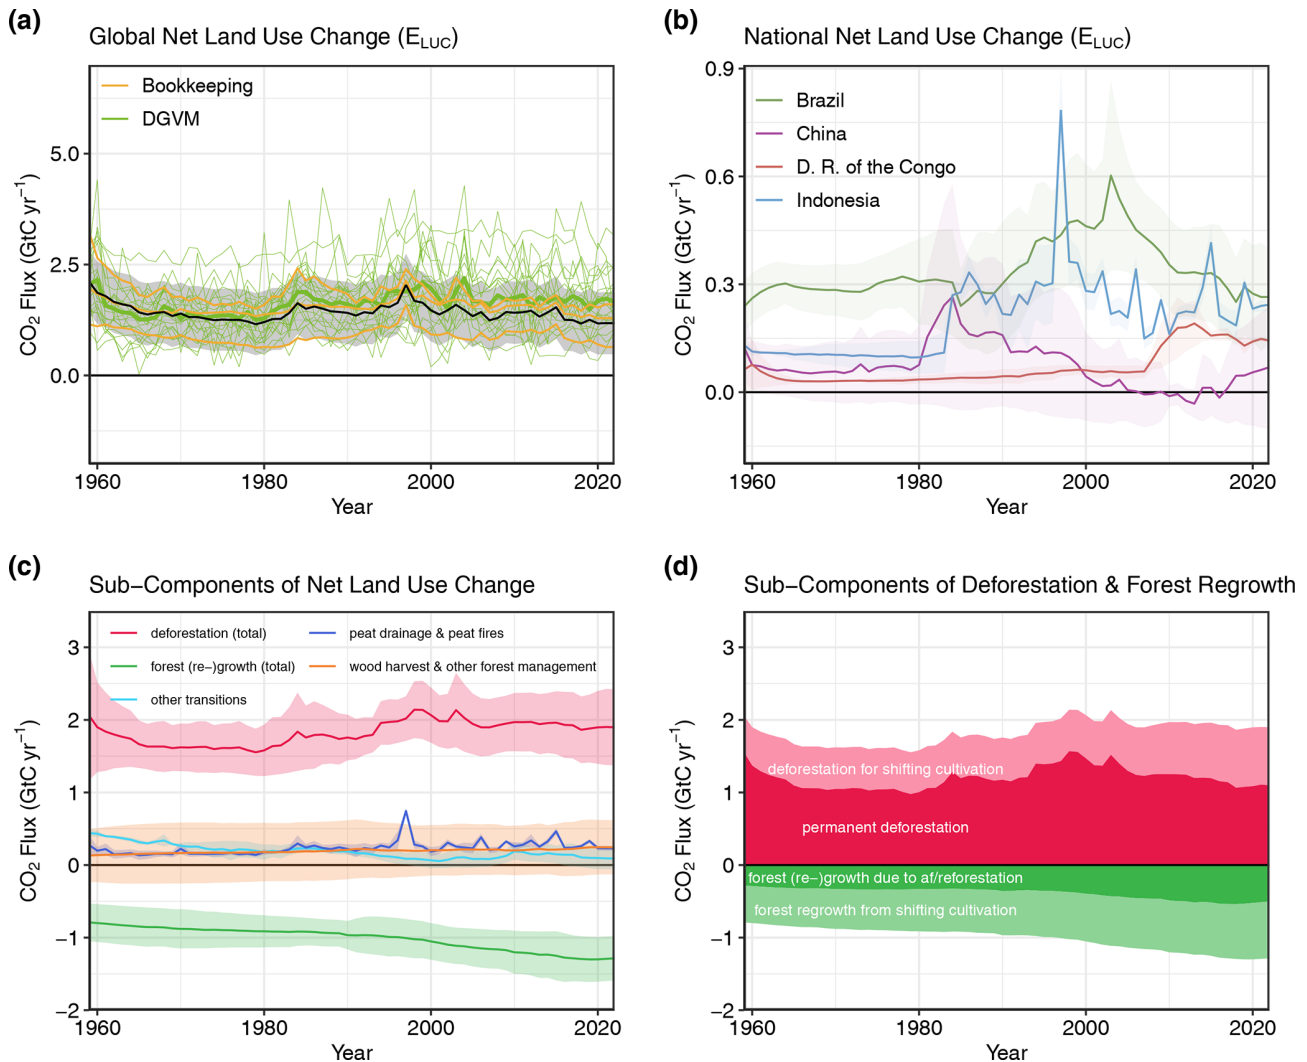 (a)
Global Net Land Use Change (E_LUC)
Bookkeeping
DGVM
CO₂ Flux (GtC yr⁻¹)
5.0
2.5
0.0
1960 1980 2000 2020
Year
(b)
National Net Land Use Change (E_LUC)
Brazil
China
D. R. of the Congo
Indonesia
CO₂ Flux (GtC yr⁻¹)
0.9
0.6
0.3
0.0
1960 1980 2000 2020
Year
(c)
Sub−Components of Net Land Use Change
deforestation (total)
peat drainage & peat fires
forest (re−)growth (total)
wood harvest & other forest management
other transitions
CO₂ Flux (GtC yr⁻¹)
3
2
1
0
−1
−2
1960 1980 2000 2020
Year
(d)
Sub−Components of Deforestation & Forest Regrowth
CO₂ Flux (GtC yr⁻¹)
3
2
1
0
−1
−2
deforestation for shifting cultivation
permanent deforestation
forest (re−)growth due to af/reforestation
forest regrowth from shifting cultivation
1960 1980 2000 2020
Year